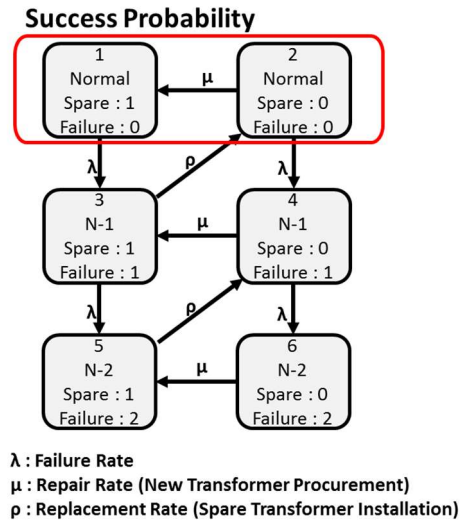 Success Probability
1
Normal
Spare : 1
Failure : 0
μ
2
Normal
Spare : 0
Failure : 0
λ
ρ
λ
3
N-1
Spare : 1
Failure : 1
μ
4
N-1
Spare : 0
Failure : 1
λ
ρ
λ
5
N-2
Spare : 1
Failure : 2
μ
6
N-2
Spare : 0
Failure : 2
λ : Failure Rate
μ : Repair Rate (New Transformer Procurement)
ρ : Replacement Rate (Spare Transformer Installation)